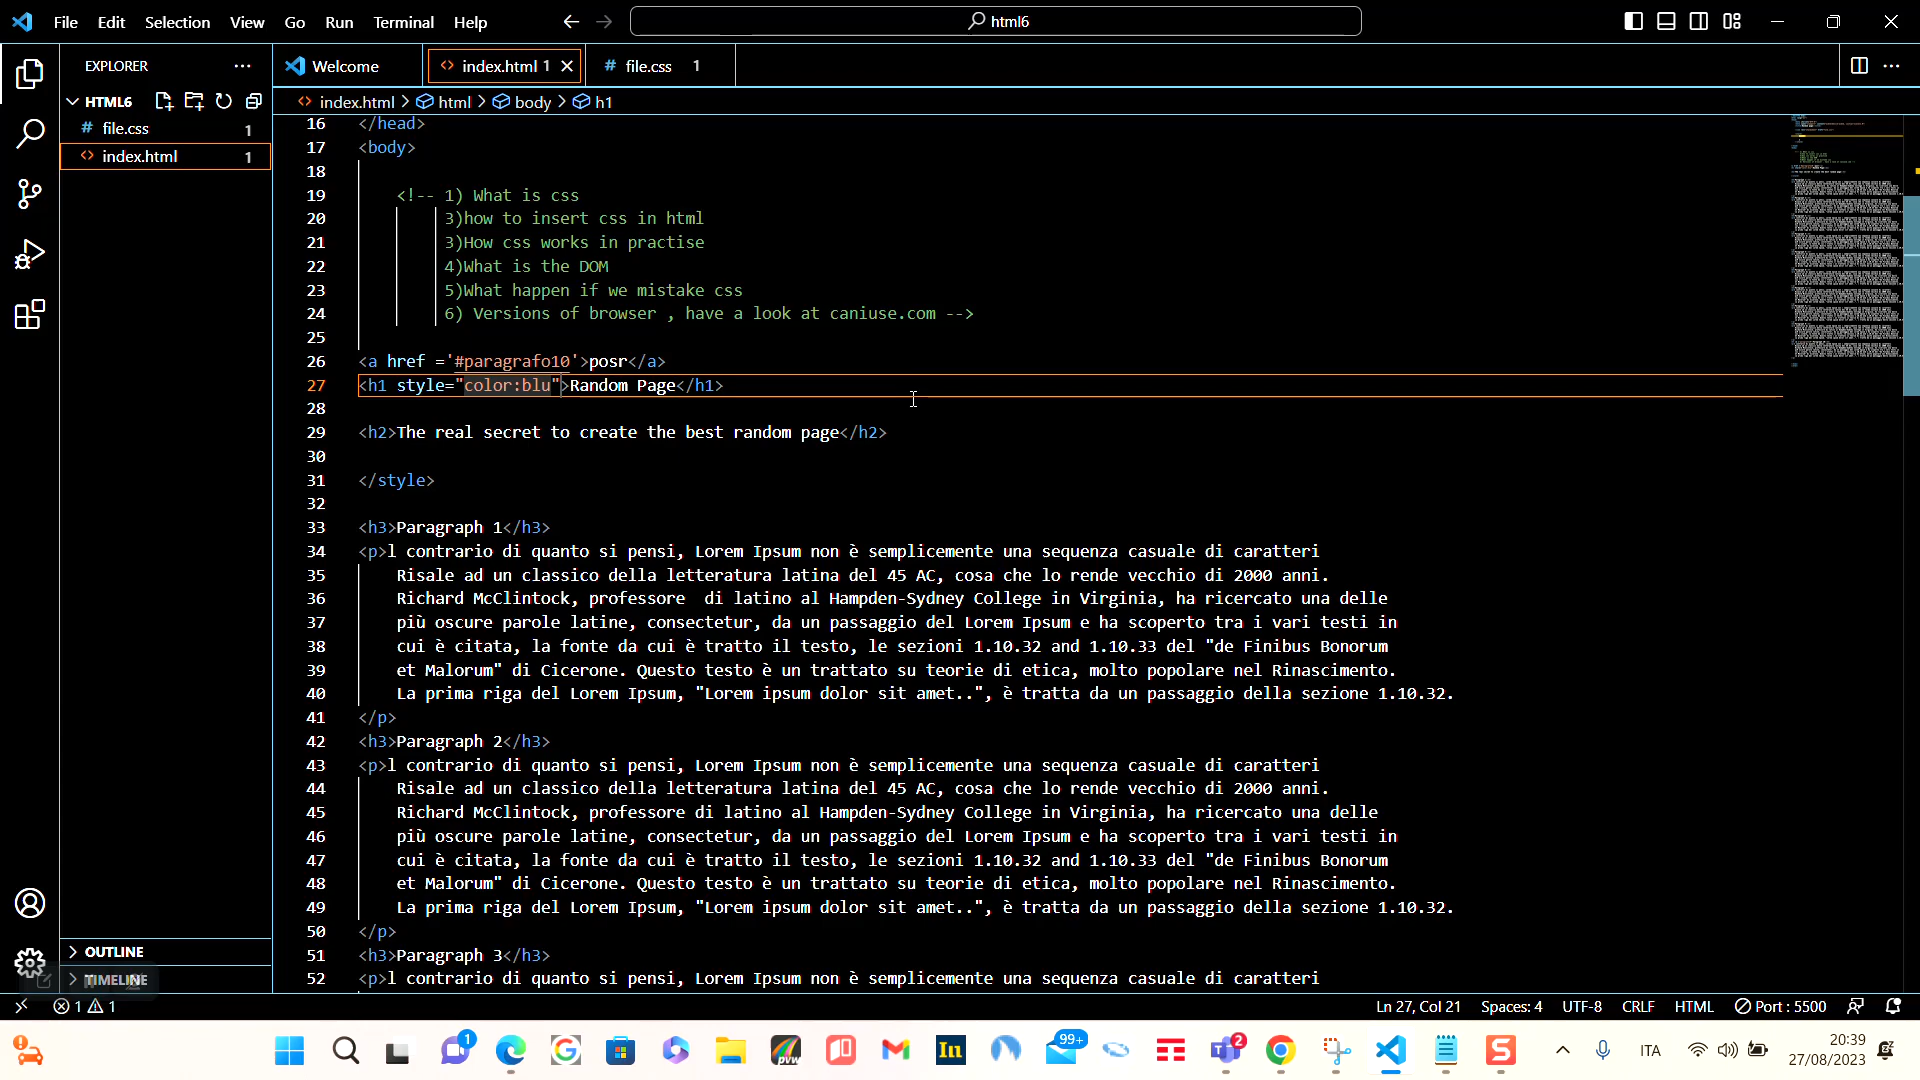 File Edit Selection View Go Run Terminal Help
html6
EXPLORER
Welcome
index.html 1
# file.css 1
HTML6
index.html > html > body > h1
# file.css 1
index.html 1
16 </head>
17 <body>
18
19 <!-- 1) What is css
20 3)how to insert css in html
21 3)How css works in practise
22 4)What is the DOM
23 5)What happen if we mistake css
24 6) Versions of browser , have a look at caniuse.com -->
25
26 <a href ='#paragrafo10'>posr</a>
27 <h1 style="color:blu">Random Page</h1>
28
29 <h2>The real secret to create the best random page</h2>
30
31 </style>
32
33 <h3>Paragraph 1</h3>
34 <p>l contrario di quanto si pensi, Lorem Ipsum non è semplicemente una sequenza casuale di caratteri
35 Risale ad un classico della letteratura latina del 45 AC, cosa che lo rende vecchio di 2000 anni.
36 Richard McClintock, professore  di latino al Hampden-Sydney College in Virginia, ha ricercato una delle
37 più oscure parole latine, consectetur, da un passaggio del Lorem Ipsum e ha scoperto tra i vari testi in
38 cui è citata, la fonte da cui è tratto il testo, le sezioni 1.10.32 and 1.10.33 del "de Finibus Bonorum
39 et Malorum" di Cicerone. Questo testo è un trattato su teorie di etica, molto popolare nel Rinascimento.
40 La prima riga del Lorem Ipsum, "Lorem ipsum dolor sit amet..", è tratta da un passaggio della sezione 1.10.32.
41 </p>
42 <h3>Paragraph 2</h3>
43 <p>l contrario di quanto si pensi, Lorem Ipsum non è semplicemente una sequenza casuale di caratteri
44 Risale ad un classico della letteratura latina del 45 AC, cosa che lo rende vecchio di 2000 anni.
45 Richard McClintock, professore di latino al Hampden-Sydney College in Virginia, ha ricercato una delle
46 più oscure parole latine, consectetur, da un passaggio del Lorem Ipsum e ha scoperto tra i vari testi in
47 cui è citata, la fonte da cui è tratto il testo, le sezioni 1.10.32 and 1.10.33 del "de Finibus Bonorum
48 et Malorum" di Cicerone. Questo testo è un trattato su teorie di etica, molto popolare nel Rinascimento.
49 La prima riga del Lorem Ipsum, "Lorem ipsum dolor sit amet..", è tratta da un passaggio della sezione 1.10.32.
50 </p>
51 <h3>Paragraph 3</h3>
52 <p>l contrario di quanto si pensi, Lorem Ipsum non è semplicemente una sequenza casuale di caratteri
OUTLINE
TIMELINE
1 1
Ln 27, Col 21 Spaces: 4 UTF-8 CRLF HTML Port : 5500
1
pvw
In
99+
2
S
ITA
20:39
27/08/2023